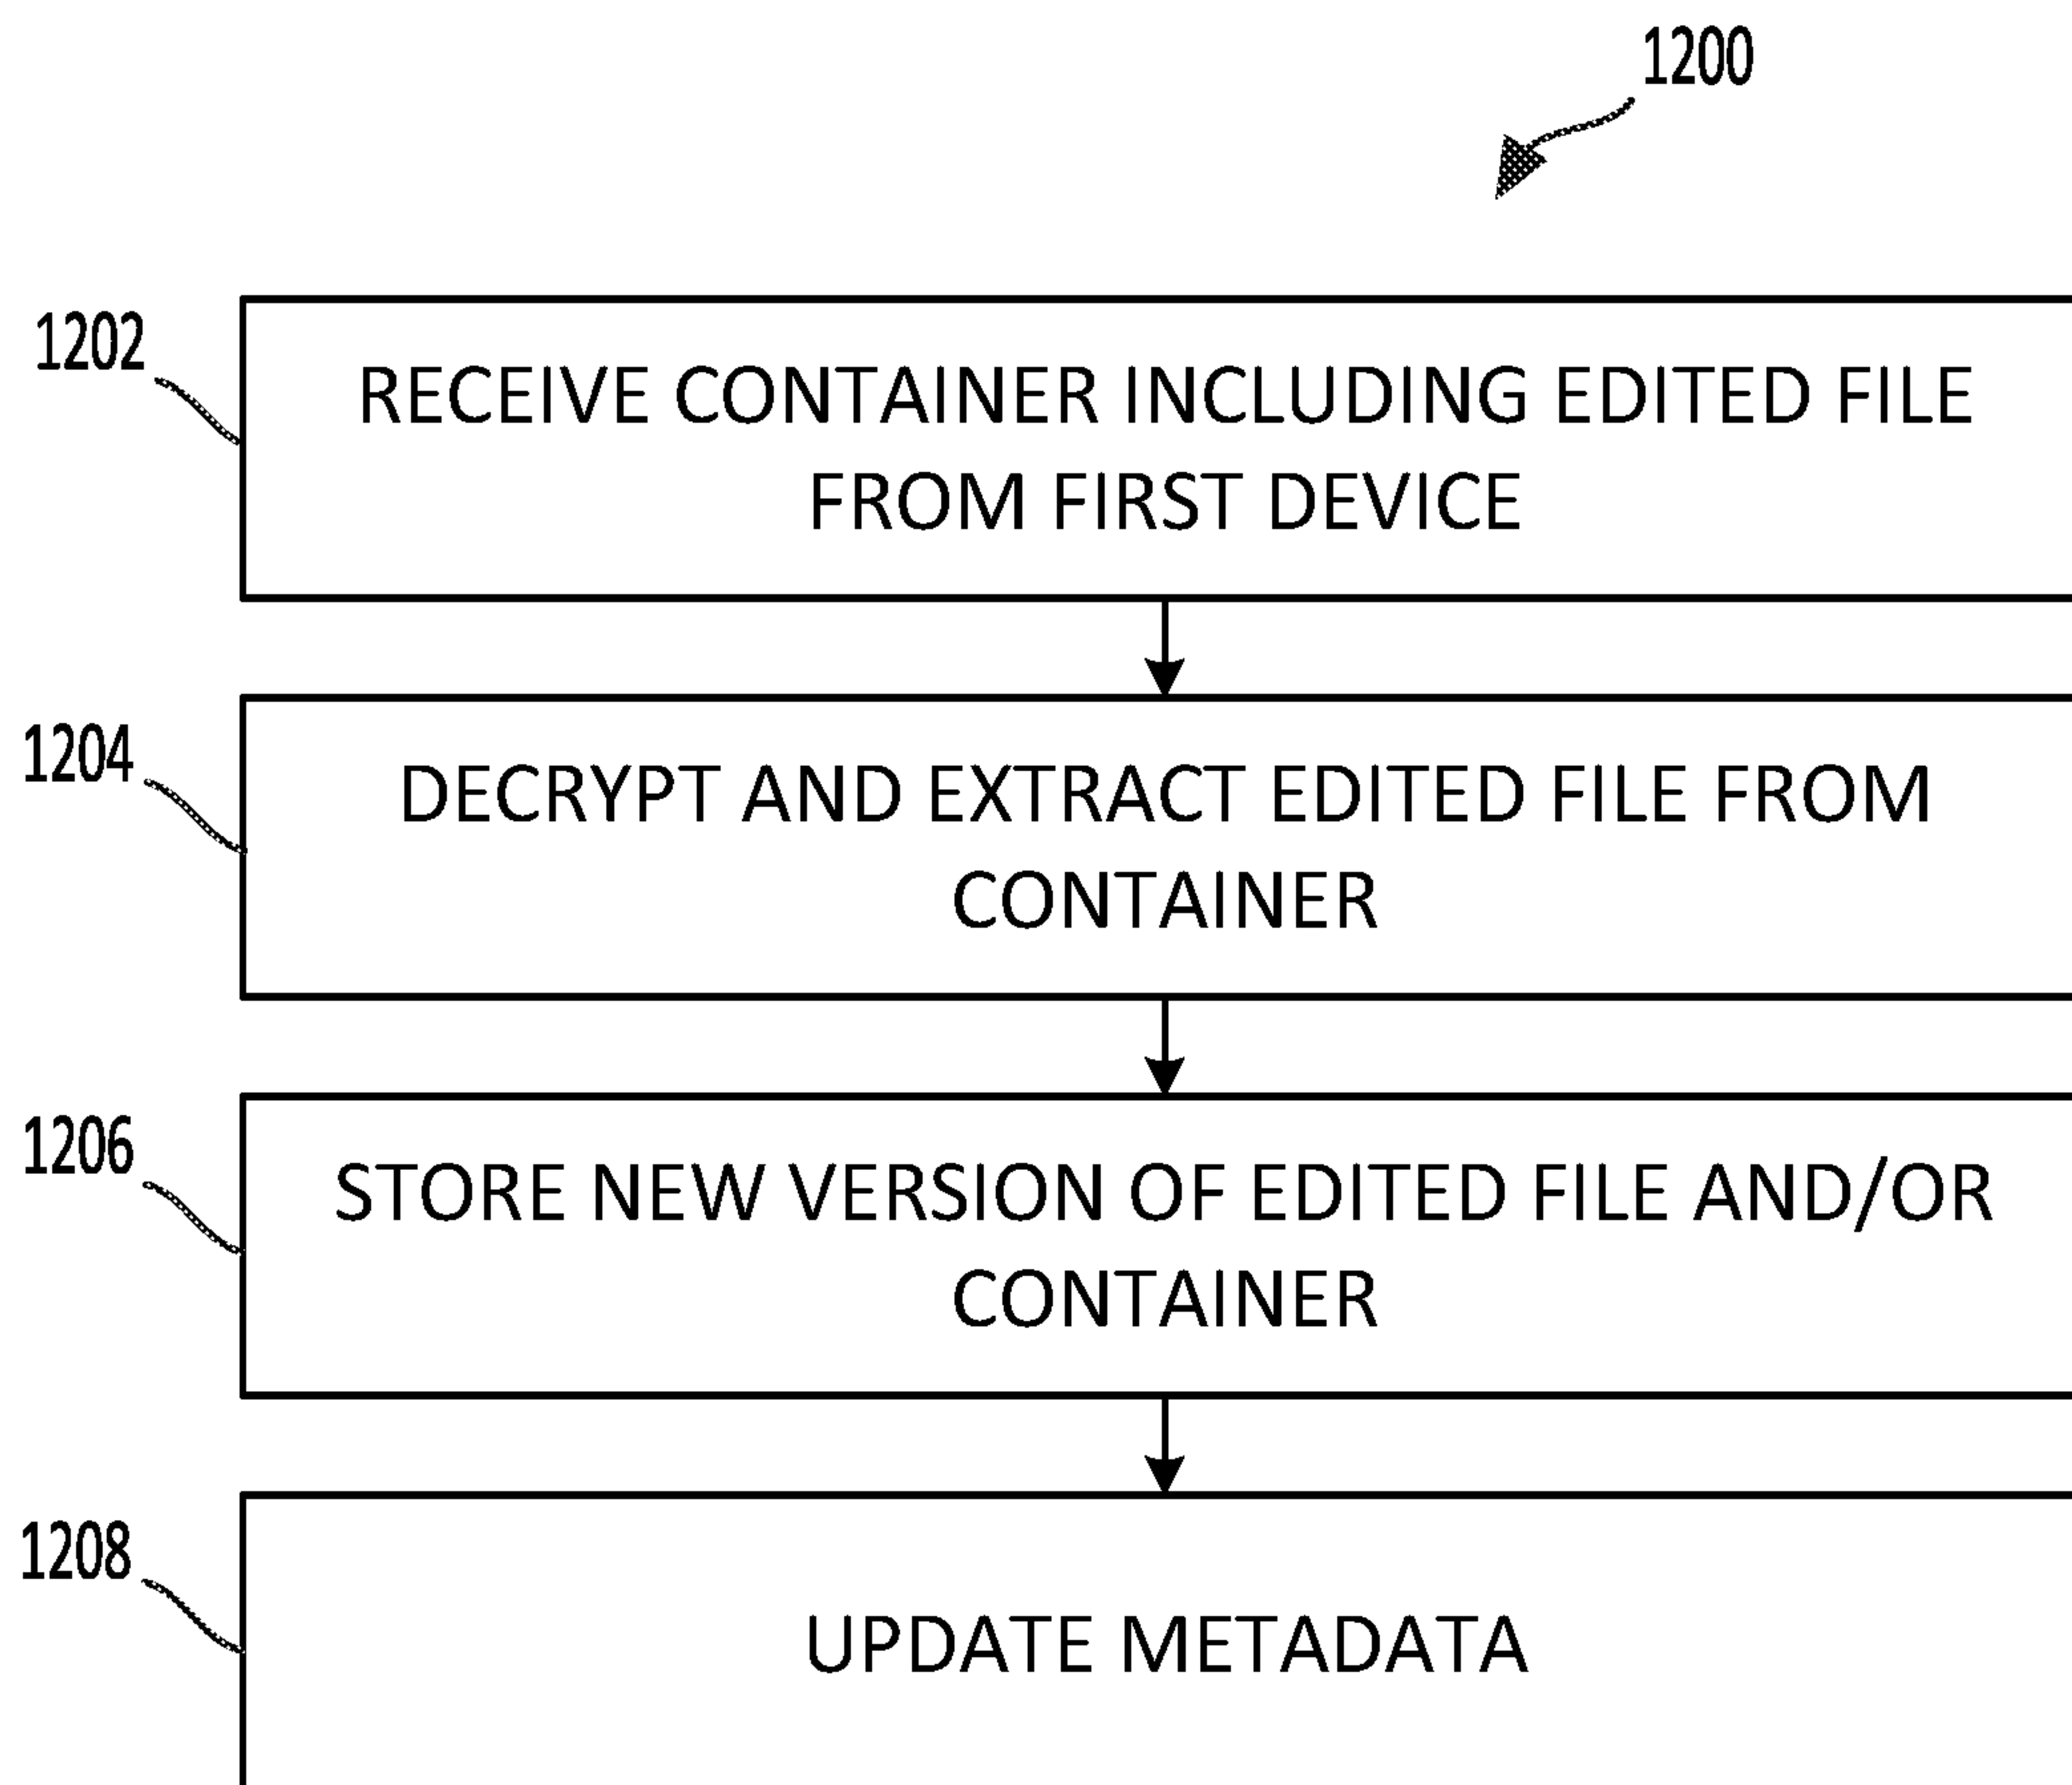 1200
1202
RECEIVE CONTAINER INCLUDING EDITED FILE
FROM FIRST DEVICE
1204
DECRYPT AND EXTRACT EDITED FILE FROM
CONTAINER
1206
STORE NEW VERSION OF EDITED FILE AND/OR
CONTAINER
1208
UPDATE METADATA